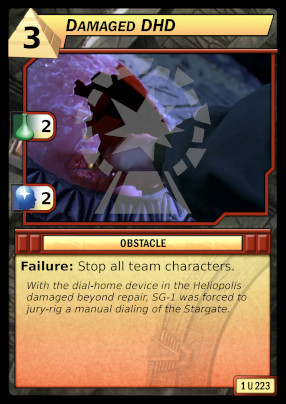 3
DAMAGED DHD
2
2
OBSTACLE
Failure: Stop all team characters.
With the dial-home device in the Heliopolis
damaged beyond repair, SG-1 was forced to
jury-rig a manual dialing of the Stargate.
1 U 223